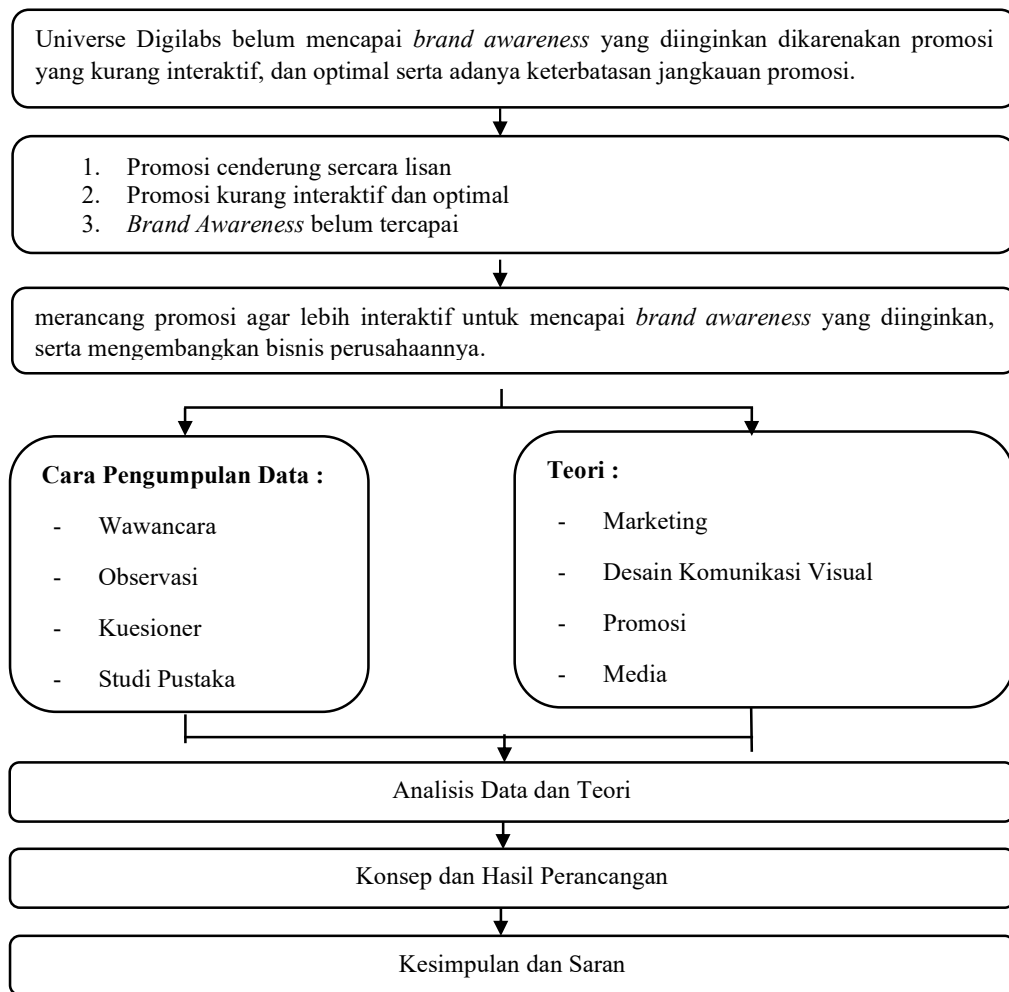 Universe Digilabs belum mencapai brand awareness yang diinginkan dikarenakan promosi
yang kurang interaktif, dan optimal serta adanya keterbatasan jangkauan promosi.
1. Promosi cenderung sercara lisan
2. Promosi kurang interaktif dan optimal
3. Brand Awareness belum tercapai
merancang promosi agar lebih interaktif untuk mencapai brand awareness yang diinginkan,
serta mengembangkan bisnis perusahaannya.
Cara Pengumpulan Data :
- Wawancara
- Observasi
- Kuesioner
- Studi Pustaka
Teori :
- Marketing
- Desain Komunikasi Visual
- Promosi
- Media
Analisis Data dan Teori
Konsep dan Hasil Perancangan
Kesimpulan dan Saran